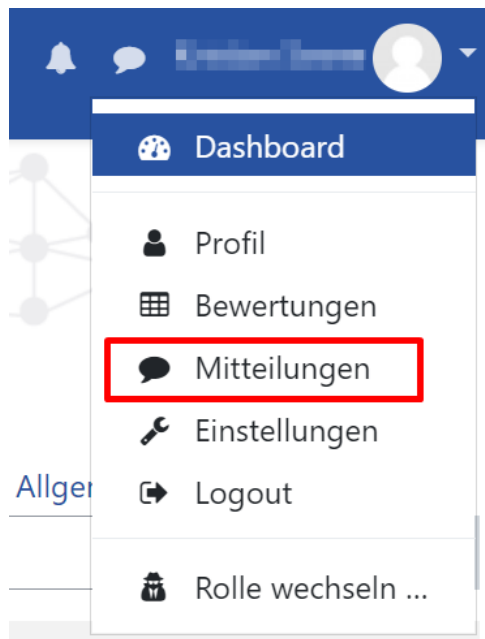 Dashboard
Profil
Bewertungen
Mitteilungen
Einstellungen
Allger
Logout
Rolle wechseln ...